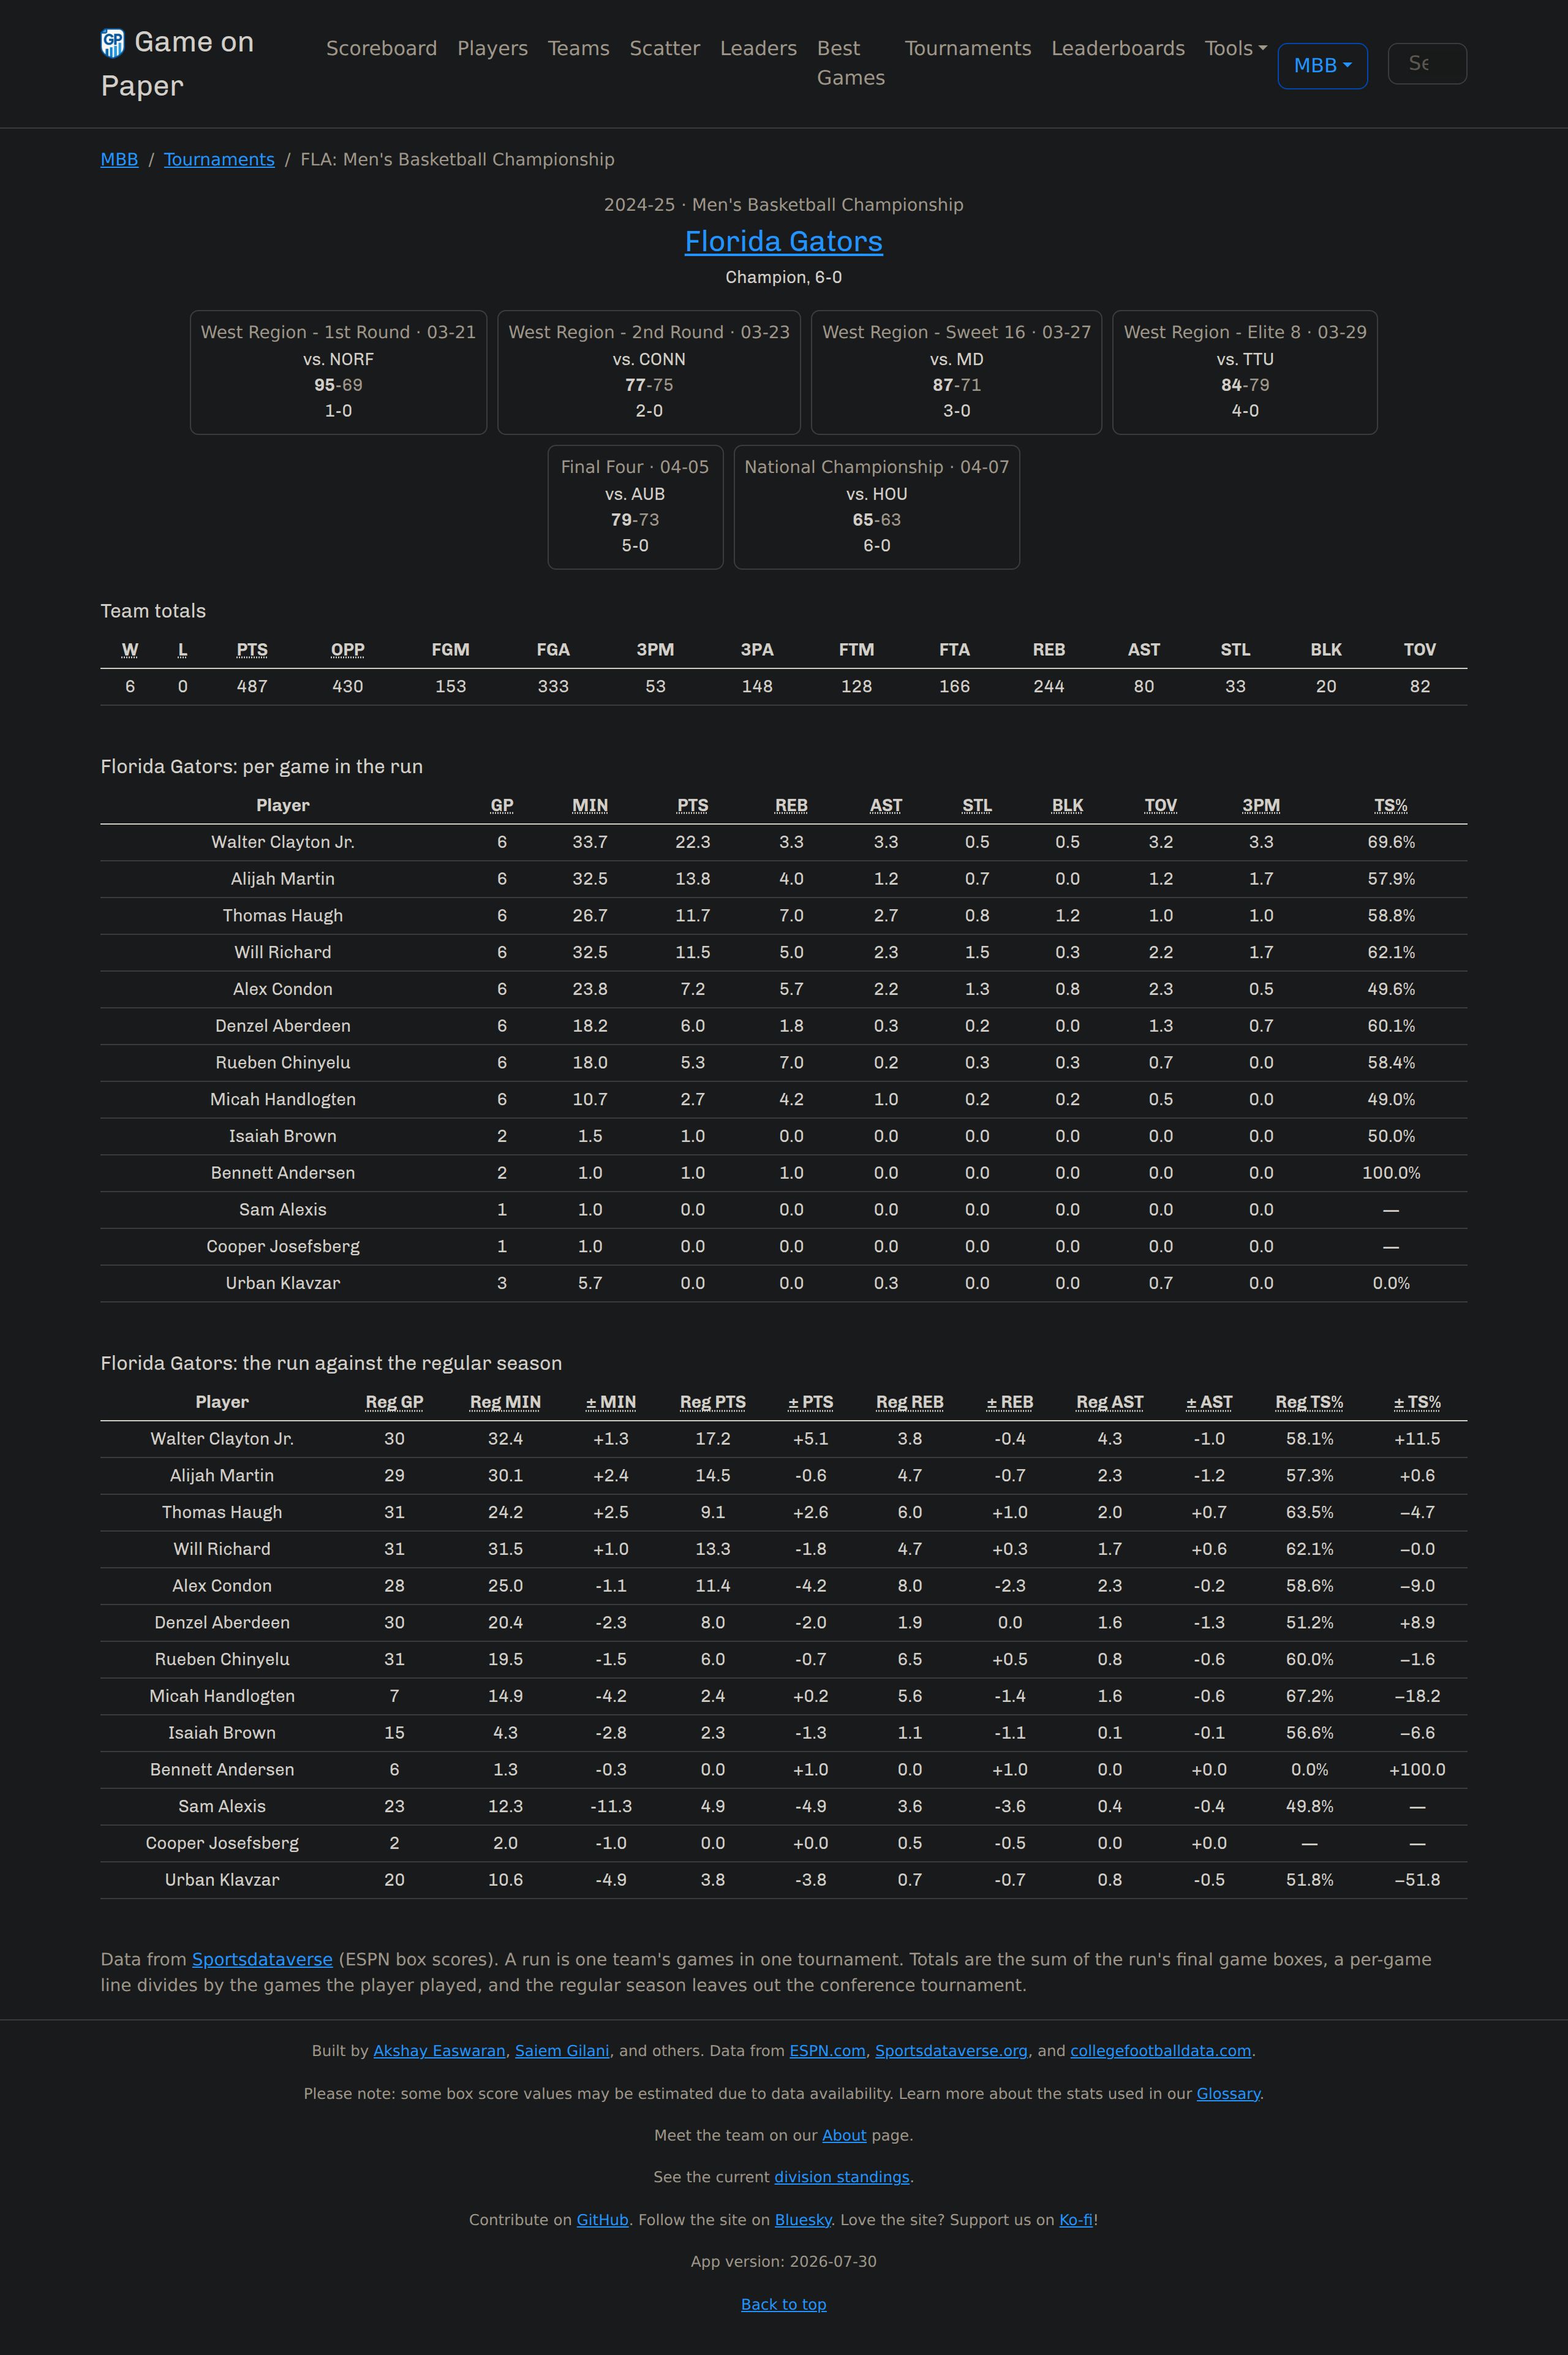 Game on Paper
Scoreboard Players Teams Scatter Leaders Best Games Tournaments Leaderboards Tools MBB Se
MBB / Tournaments / FLA: Men's Basketball Championship
2024-25 · Men's Basketball Championship
Florida Gators
Champion, 6-0
West Region - 1st Round · 03-21
vs. NORF
95-69
1-0
West Region - 2nd Round · 03-23
vs. CONN
77-75
2-0
West Region - Sweet 16 · 03-27
vs. MD
87-71
3-0
West Region - Elite 8 · 03-29
vs. TTU
84-79
4-0
Final Four · 04-05
vs. AUB
79-73
5-0
National Championship · 04-07
vs. HOU
65-63
6-0
Team totals
W L PTS OPP FGM FGA 3PM 3PA FTM FTA REB AST STL BLK TOV
6 0 487 430 153 333 53 148 128 166 244 80 33 20 82
Florida Gators: per game in the run
Player GP MIN PTS REB AST STL BLK TOV 3PM TS%
Walter Clayton Jr. 6 33.7 22.3 3.3 3.3 0.5 0.5 3.2 3.3 69.6%
Alijah Martin 6 32.5 13.8 4.0 1.2 0.7 0.0 1.2 1.7 57.9%
Thomas Haugh 6 26.7 11.7 7.0 2.7 0.8 1.2 1.0 1.0 58.8%
Will Richard 6 32.5 11.5 5.0 2.3 1.5 0.3 2.2 1.7 62.1%
Alex Condon 6 23.8 7.2 5.7 2.2 1.3 0.8 2.3 0.5 49.6%
Denzel Aberdeen 6 18.2 6.0 1.8 0.3 0.2 0.0 1.3 0.7 60.1%
Rueben Chinyelu 6 18.0 5.3 7.0 0.2 0.3 0.3 0.7 0.0 58.4%
Micah Handlogten 6 10.7 2.7 4.2 1.0 0.2 0.2 0.5 0.0 49.0%
Isaiah Brown 2 1.5 1.0 0.0 0.0 0.0 0.0 0.0 0.0 50.0%
Bennett Andersen 2 1.0 1.0 1.0 0.0 0.0 0.0 0.0 0.0 100.0%
Sam Alexis 1 1.0 0.0 0.0 0.0 0.0 0.0 0.0 0.0 —
Cooper Josefsberg 1 1.0 0.0 0.0 0.0 0.0 0.0 0.0 0.0 —
Urban Klavzar 3 5.7 0.0 0.0 0.3 0.0 0.0 0.7 0.0 0.0%
Florida Gators: the run against the regular season
Player Reg GP Reg MIN ± MIN Reg PTS ± PTS Reg REB ± REB Reg AST ± AST Reg TS% ± TS%
Walter Clayton Jr. 30 32.4 +1.3 17.2 +5.1 3.8 -0.4 4.3 -1.0 58.1% +11.5
Alijah Martin 29 30.1 +2.4 14.5 -0.6 4.7 -0.7 2.3 -1.2 57.3% +0.6
Thomas Haugh 31 24.2 +2.5 9.1 +2.6 6.0 +1.0 2.0 +0.7 63.5% −4.7
Will Richard 31 31.5 +1.0 13.3 -1.8 4.7 +0.3 1.7 +0.6 62.1% −0.0
Alex Condon 28 25.0 -1.1 11.4 -4.2 8.0 -2.3 2.3 -0.2 58.6% −9.0
Denzel Aberdeen 30 20.4 -2.3 8.0 -2.0 1.9 0.0 1.6 -1.3 51.2% +8.9
Rueben Chinyelu 31 19.5 -1.5 6.0 -0.7 6.5 +0.5 0.8 -0.6 60.0% −1.6
Micah Handlogten 7 14.9 -4.2 2.4 +0.2 5.6 -1.4 1.6 -0.6 67.2% −18.2
Isaiah Brown 15 4.3 -2.8 2.3 -1.3 1.1 -1.1 0.1 -0.1 56.6% −6.6
Bennett Andersen 6 1.3 -0.3 0.0 +1.0 0.0 +1.0 0.0 +0.0 0.0% +100.0
Sam Alexis 23 12.3 -11.3 4.9 -4.9 3.6 -3.6 0.4 -0.4 49.8% —
Cooper Josefsberg 2 2.0 -1.0 0.0 +0.0 0.5 -0.5 0.0 +0.0 — —
Urban Klavzar 20 10.6 -4.9 3.8 -3.8 0.7 -0.7 0.8 -0.5 51.8% −51.8
Data from Sportsdataverse (ESPN box scores). A run is one team's games in one tournament. Totals are the sum of the run's final game boxes, a per-game
line divides by the games the player played, and the regular season leaves out the conference tournament.
Built by Akshay Easwaran, Saiem Gilani, and others. Data from ESPN.com, Sportsdataverse.org, and collegefootballdata.com.
Please note: some box score values may be estimated due to data availability. Learn more about the stats used in our Glossary.
Meet the team on our About page.
See the current division standings.
Contribute on GitHub. Follow the site on Bluesky. Love the site? Support us on Ko-fi!
App version: 2026-07-30
Back to top